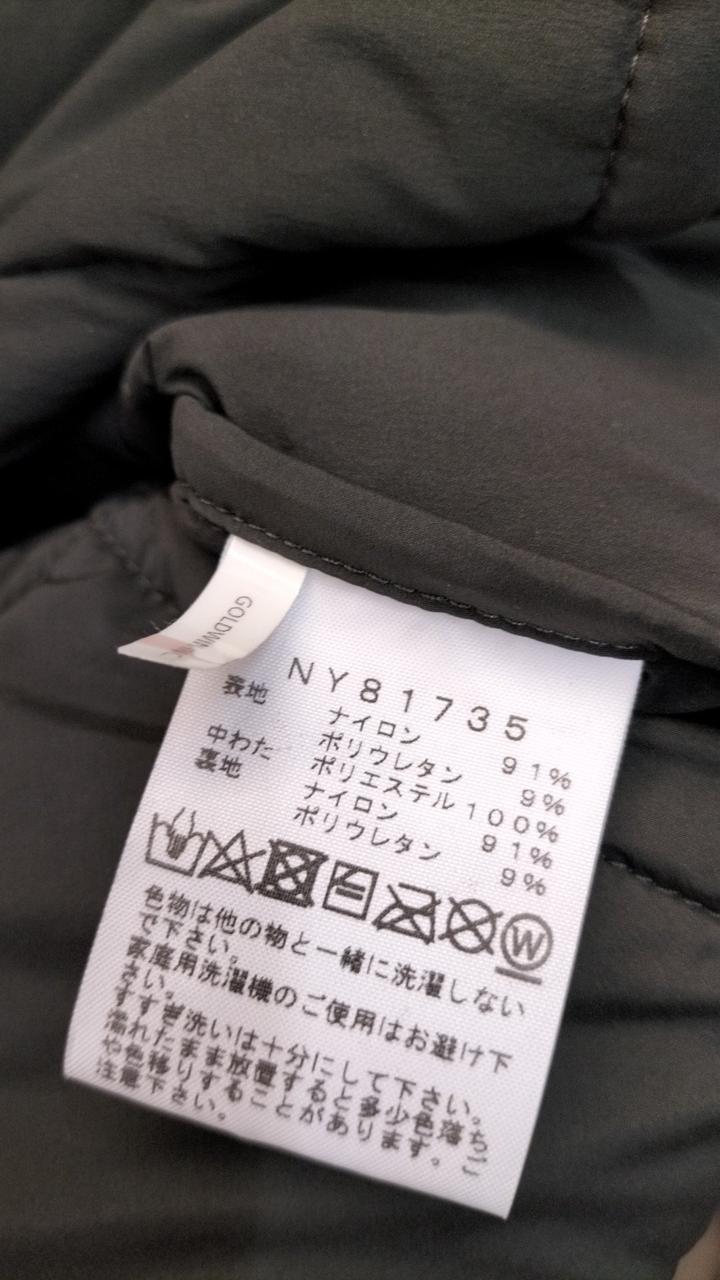 GOLDWIN
NY81735
表地 ナイロン 91%
ポリウレタン 9%
中わた ポリエステル 100%
裏地 ナイロン 91%
ポリウレタン 9%
W
色物は他の物と一緒に洗濯しない
で下さい。
家庭用洗濯機のご使用はお避け下
さい。
すすぎ洗いは十分にして下さい。
濡れたまま放置すると多少色落ち
や色移りすることがあります。ご
注意下さい。